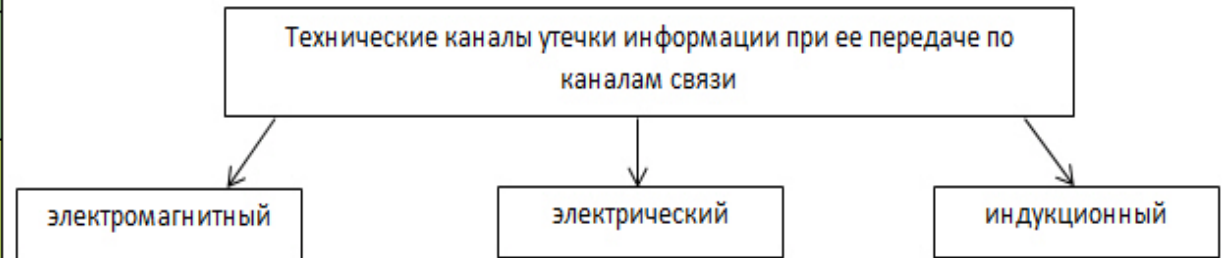 Технические каналы утечки информации при ее передаче по
каналам связи
электромагнитный
электрический
индукционный